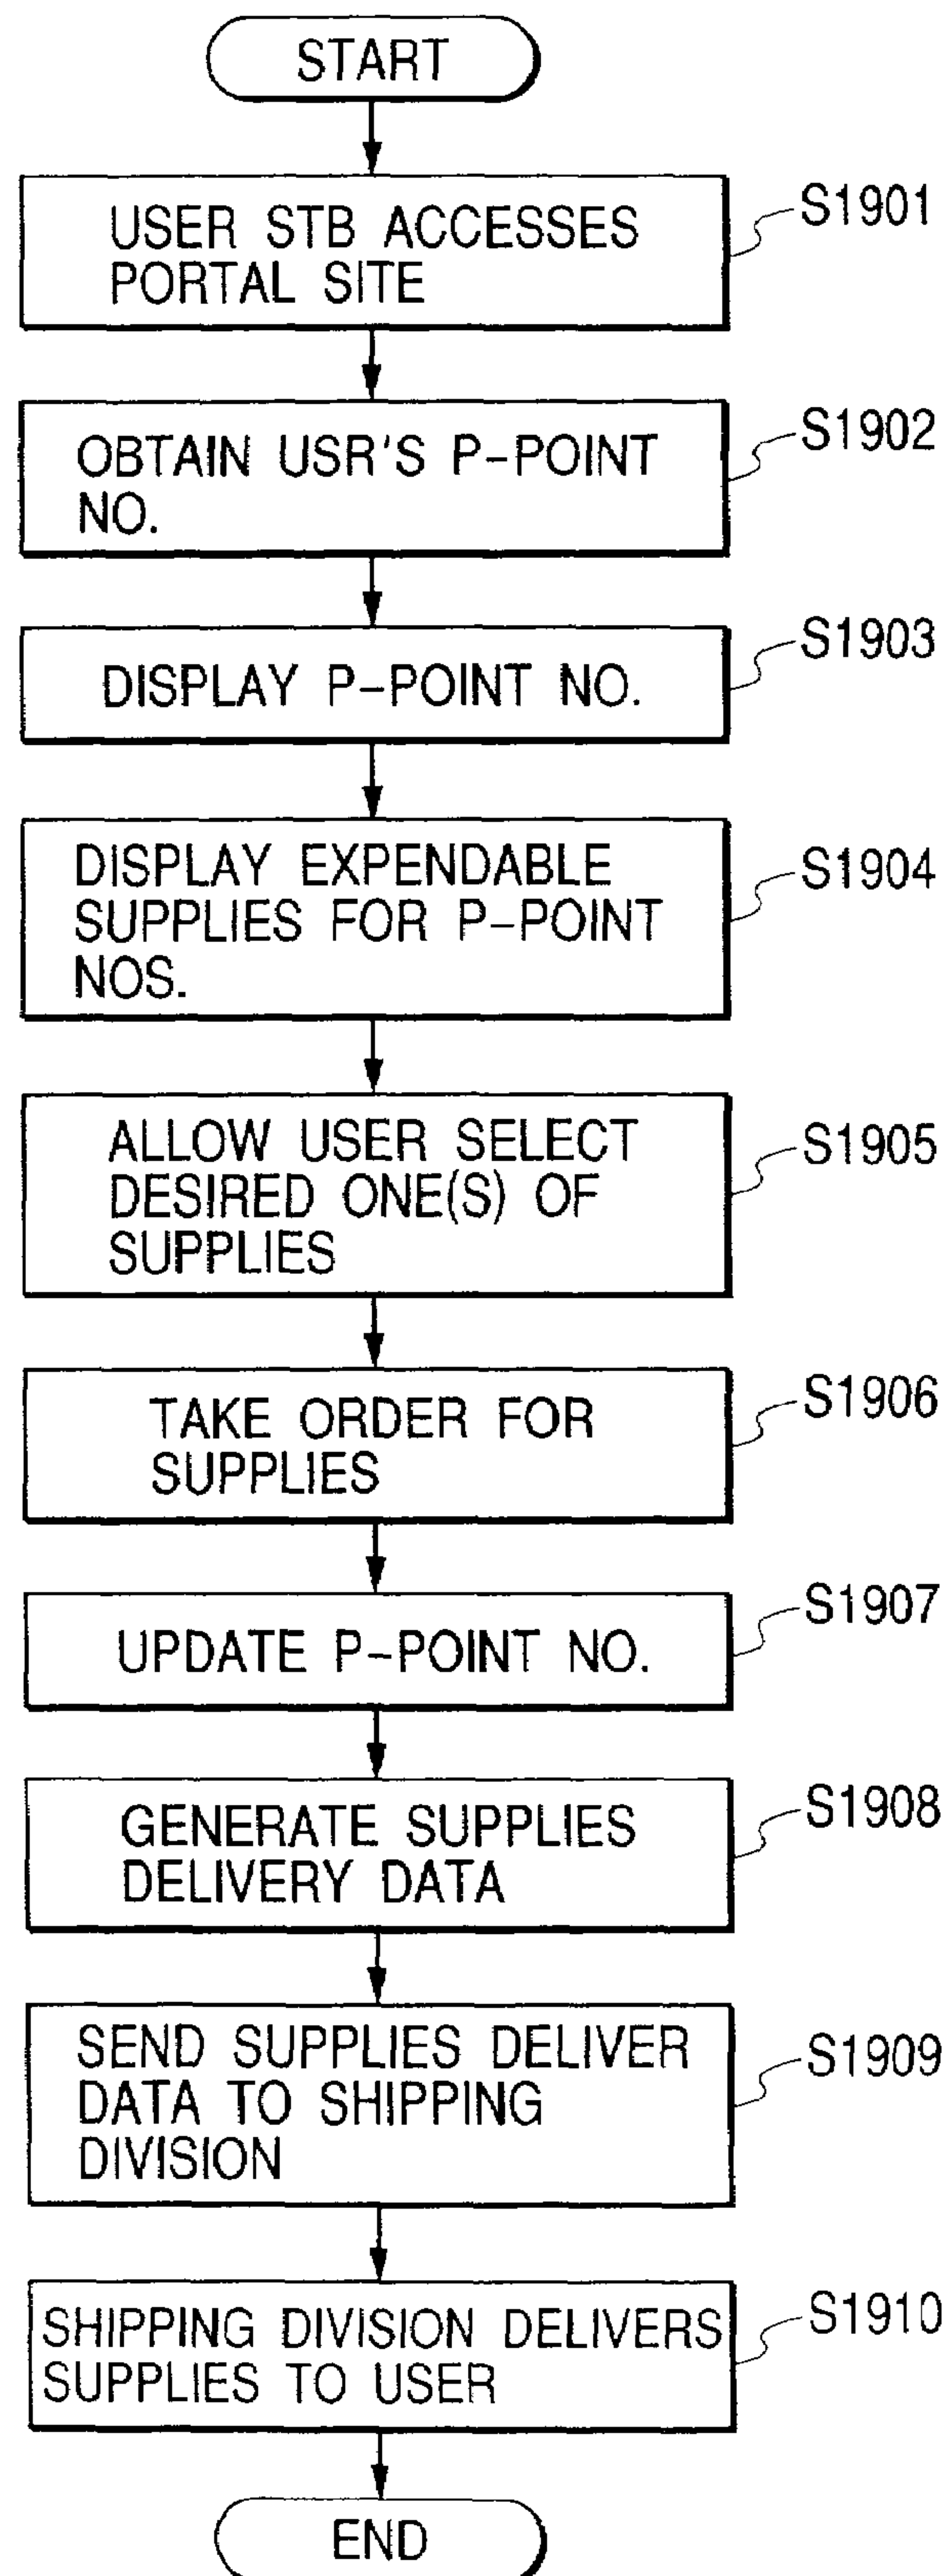 START
USER STB ACCESSES
PORTAL SITE
S1901
OBTAIN USR'S P-POINT
NO.
S1902
DISPLAY P-POINT NO.
S1903
DISPLAY EXPENDABLE
SUPPLIES FOR P-POINT
NOS.
S1904
ALLOW USER SELECT
DESIRED ONE(S) OF
SUPPLIES
S1905
TAKE ORDER FOR
SUPPLIES
S1906
UPDATE P-POINT NO.
S1907
GENERATE SUPPLIES
DELIVERY DATA
S1908
SEND SUPPLIES DELIVER
DATA TO SHIPPING
DIVISION
S1909
SHIPPING DIVISION DELIVERS
SUPPLIES TO USER
S1910
END